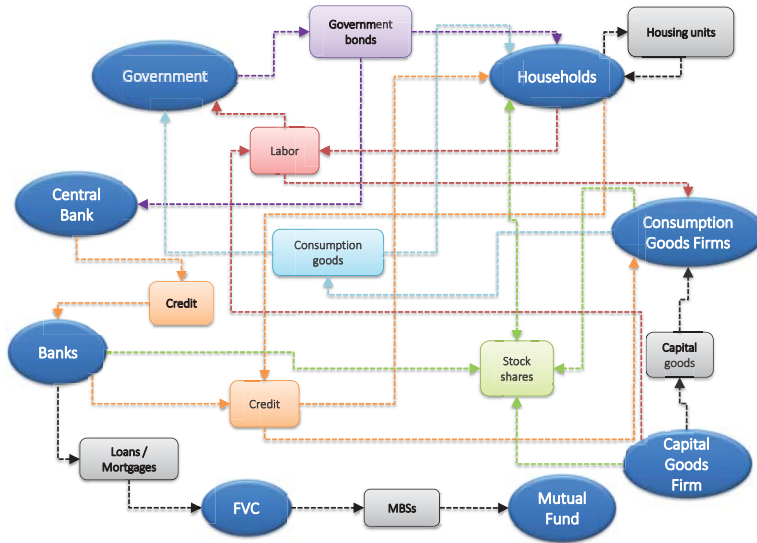 Government
bonds
Housing units
Government
Households
Labor
Central
Bank
Consumption
Goods Firms
Consumption
goods
Credit
Banks
Stock
shares
Capital
goods
Credit
Loans /
Mortgages
Capital
Goods
Firm
FVC
MBSs
Mutual
Fund